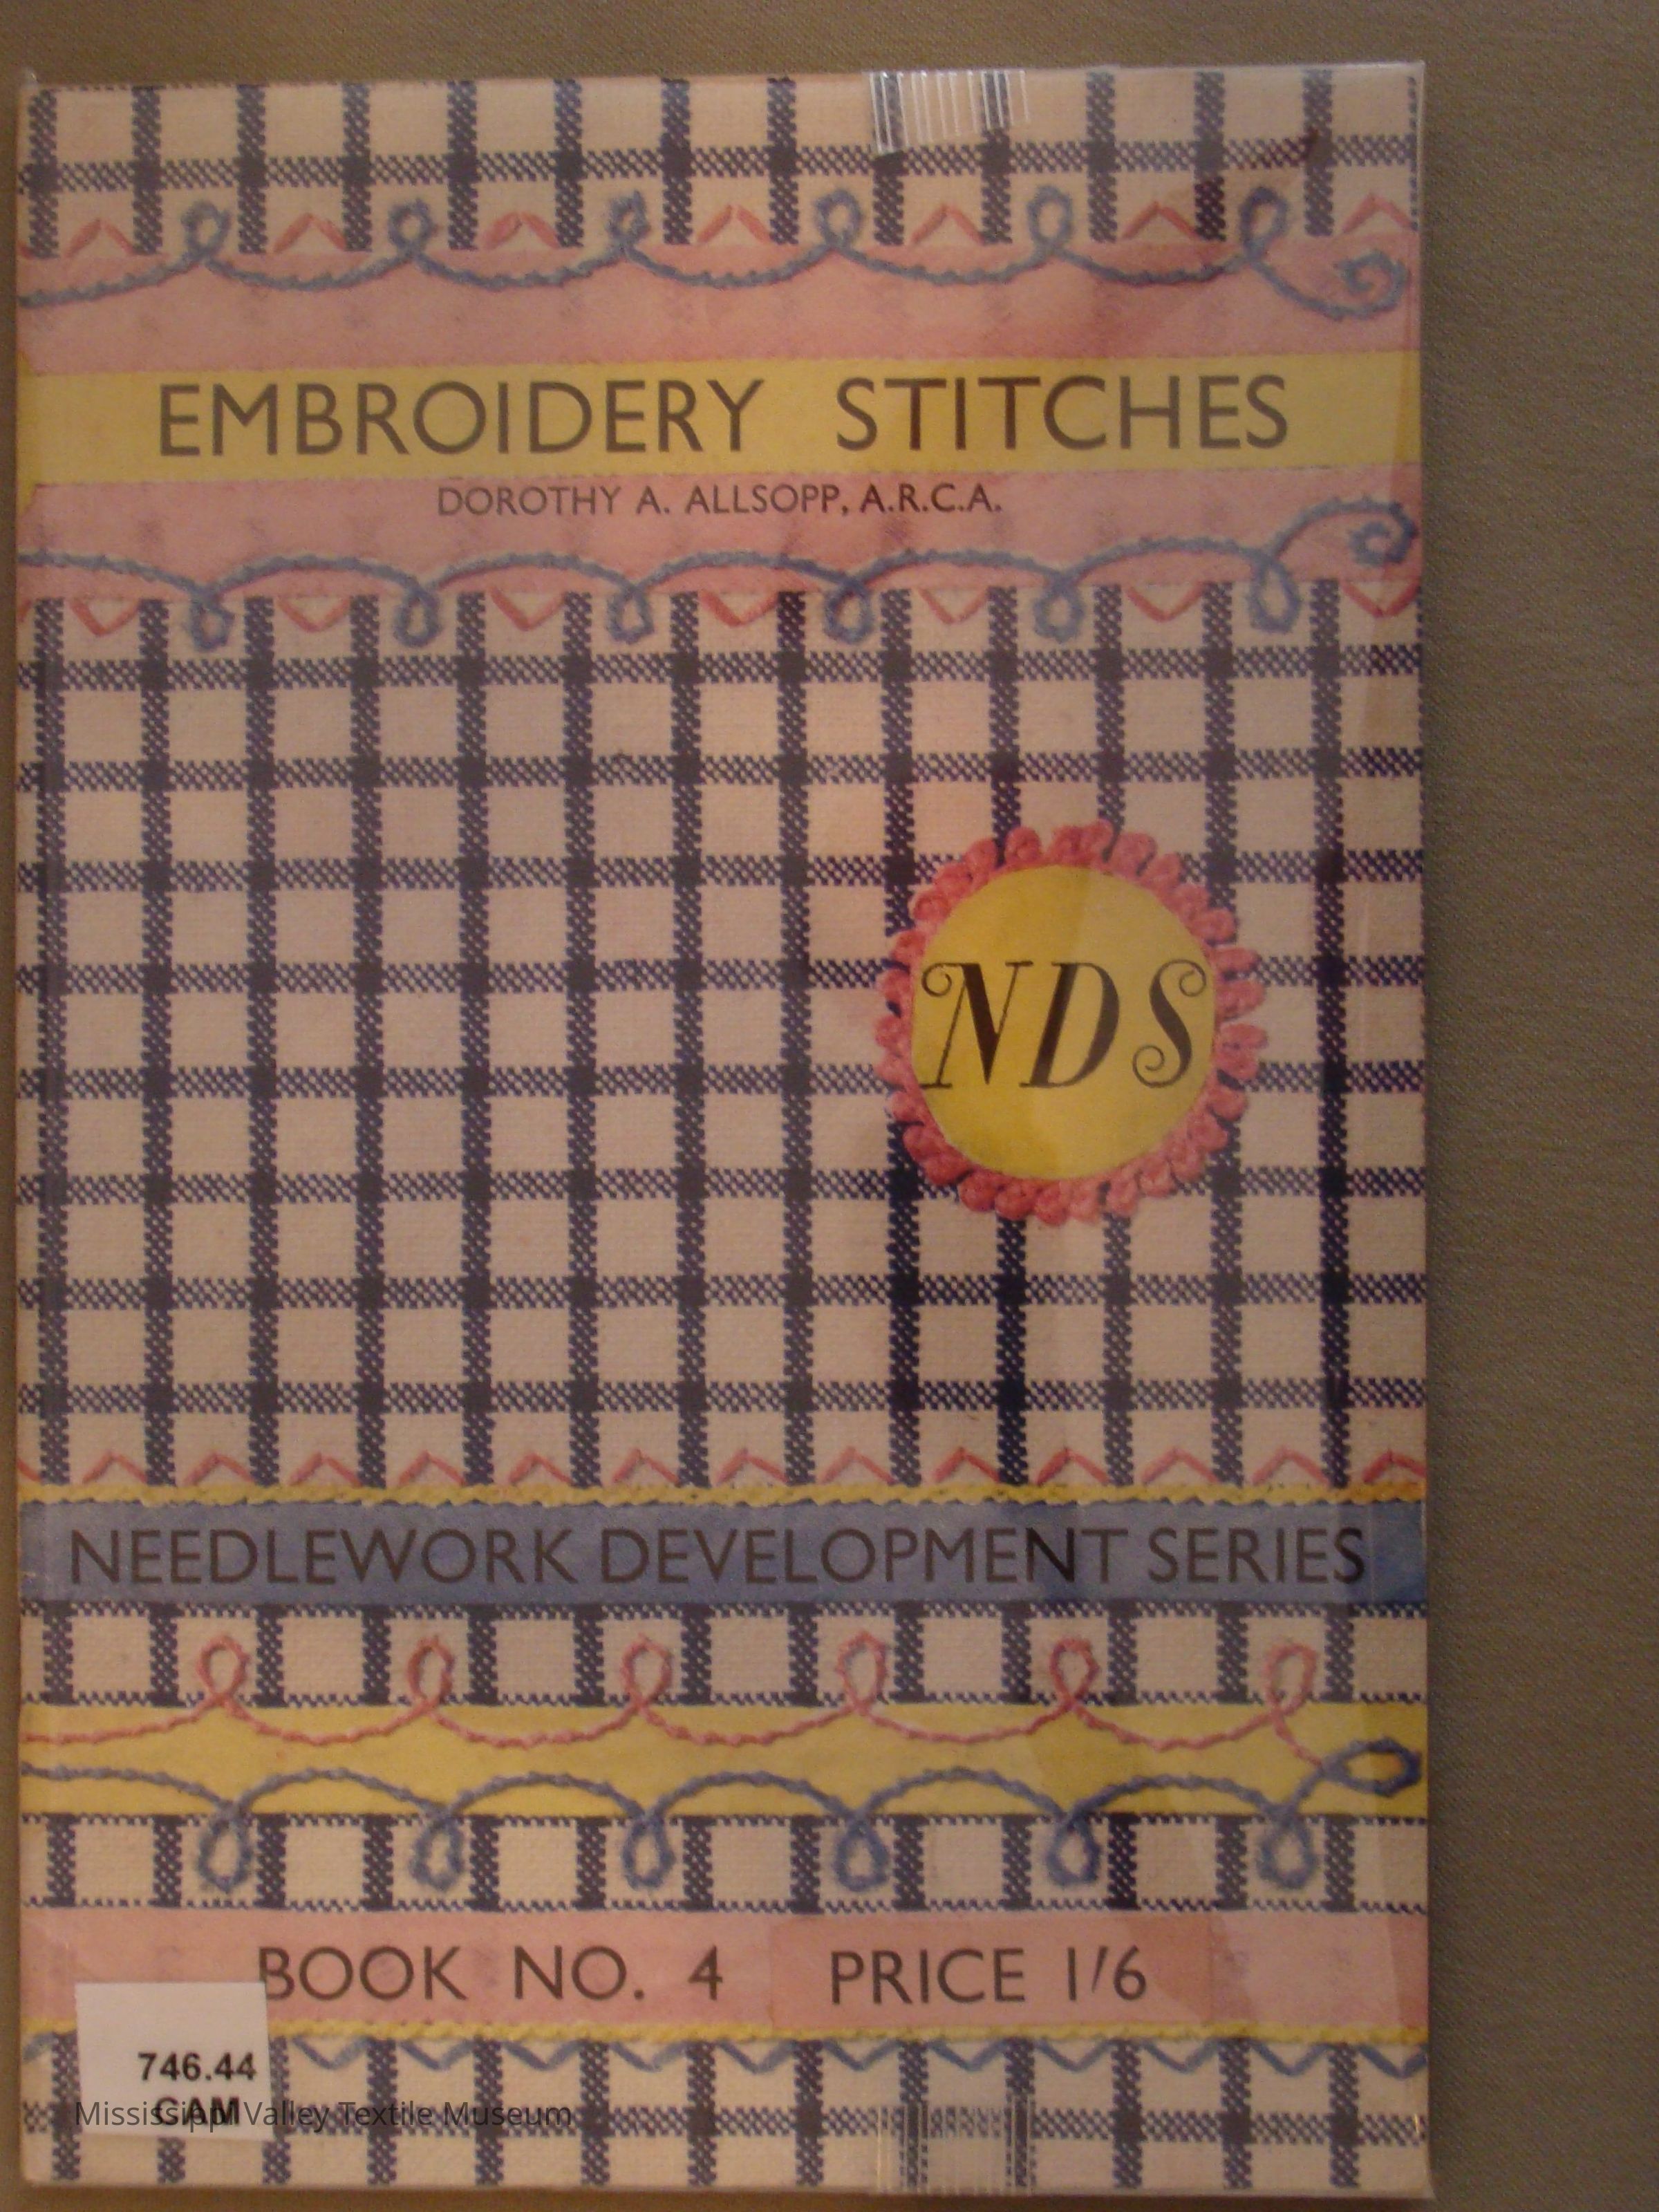 EMBROIDERY STITCHES
DOROTHY A. ALLSOPP, A.R.C.A.
NDS
NEEDLEWORK DEVELOPMENT SERIES
BOOK NO. 4 PRICE 1/6
746.44
CAM
Mississippi Valley Textile Museum